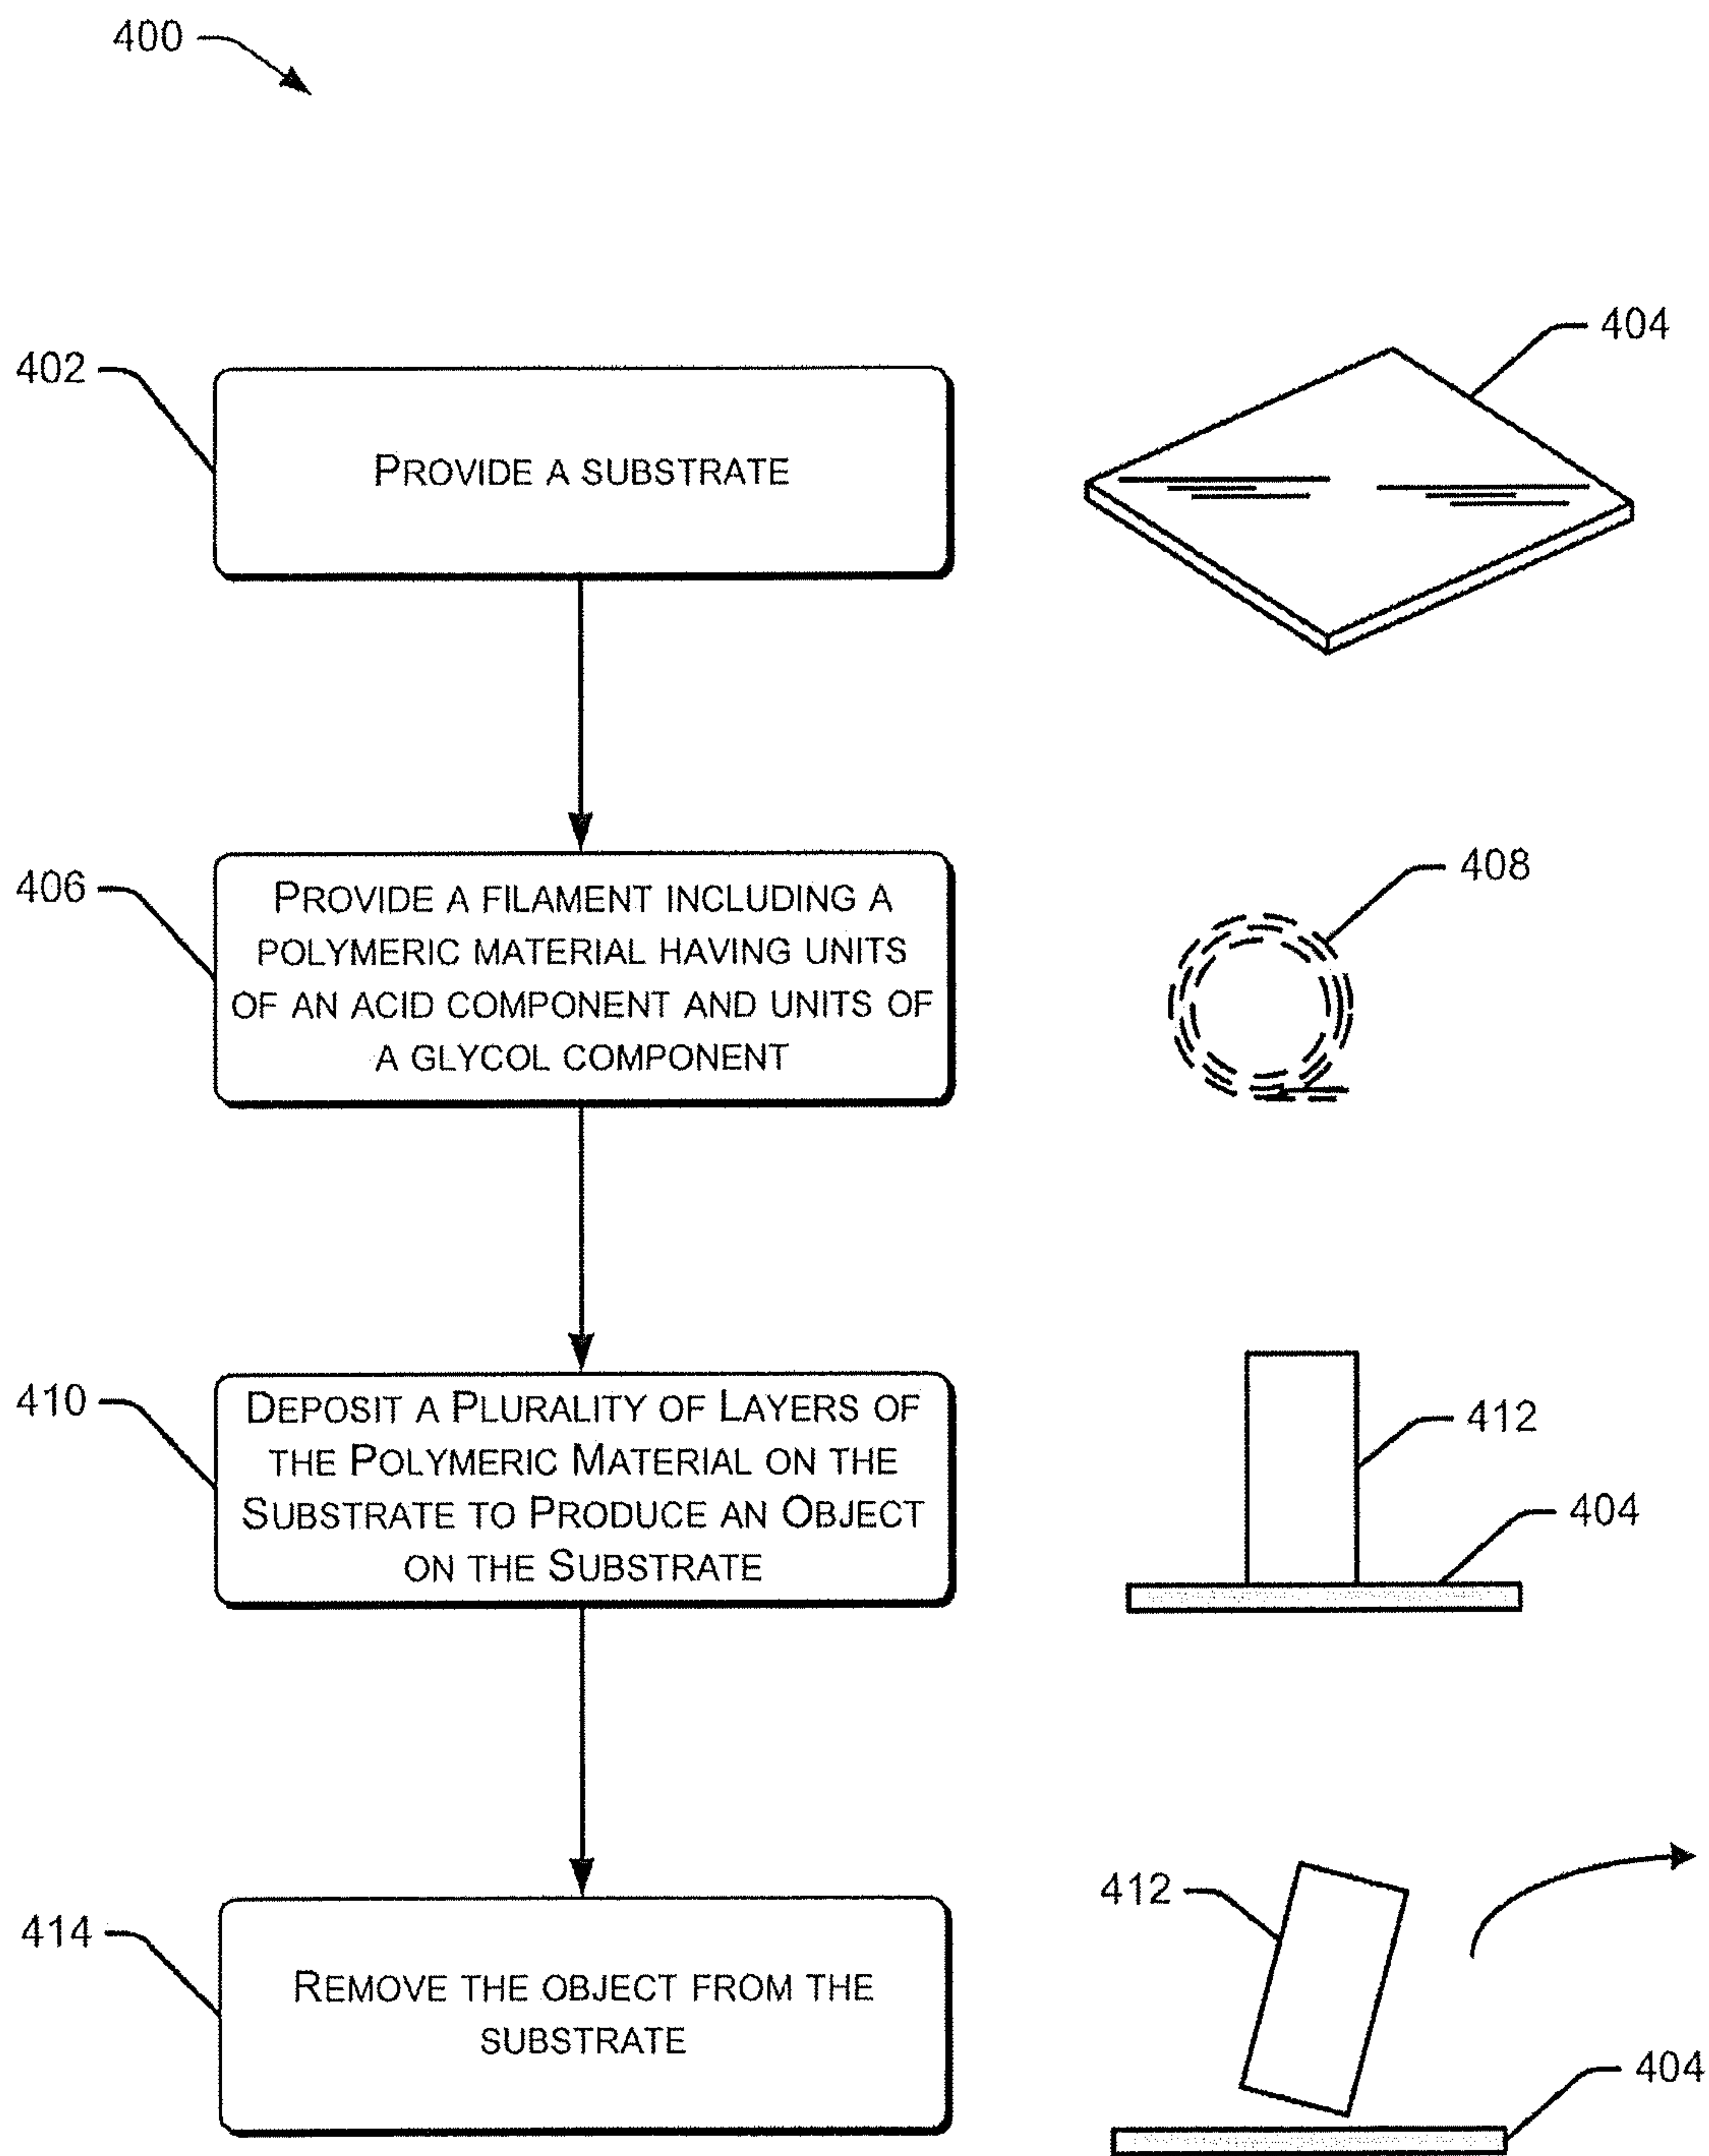 400
402
PROVIDE A SUBSTRATE
404
406
PROVIDE A FILAMENT INCLUDING A
POLYMERIC MATERIAL HAVING UNITS
OF AN ACID COMPONENT AND UNITS OF
A GLYCOL COMPONENT
408
410
DEPOSIT A PLURALITY OF LAYERS OF
THE POLYMERIC MATERIAL ON THE
SUBSTRATE TO PRODUCE AN OBJECT
ON THE SUBSTRATE
412
404
414
REMOVE THE OBJECT FROM THE
SUBSTRATE
412
404